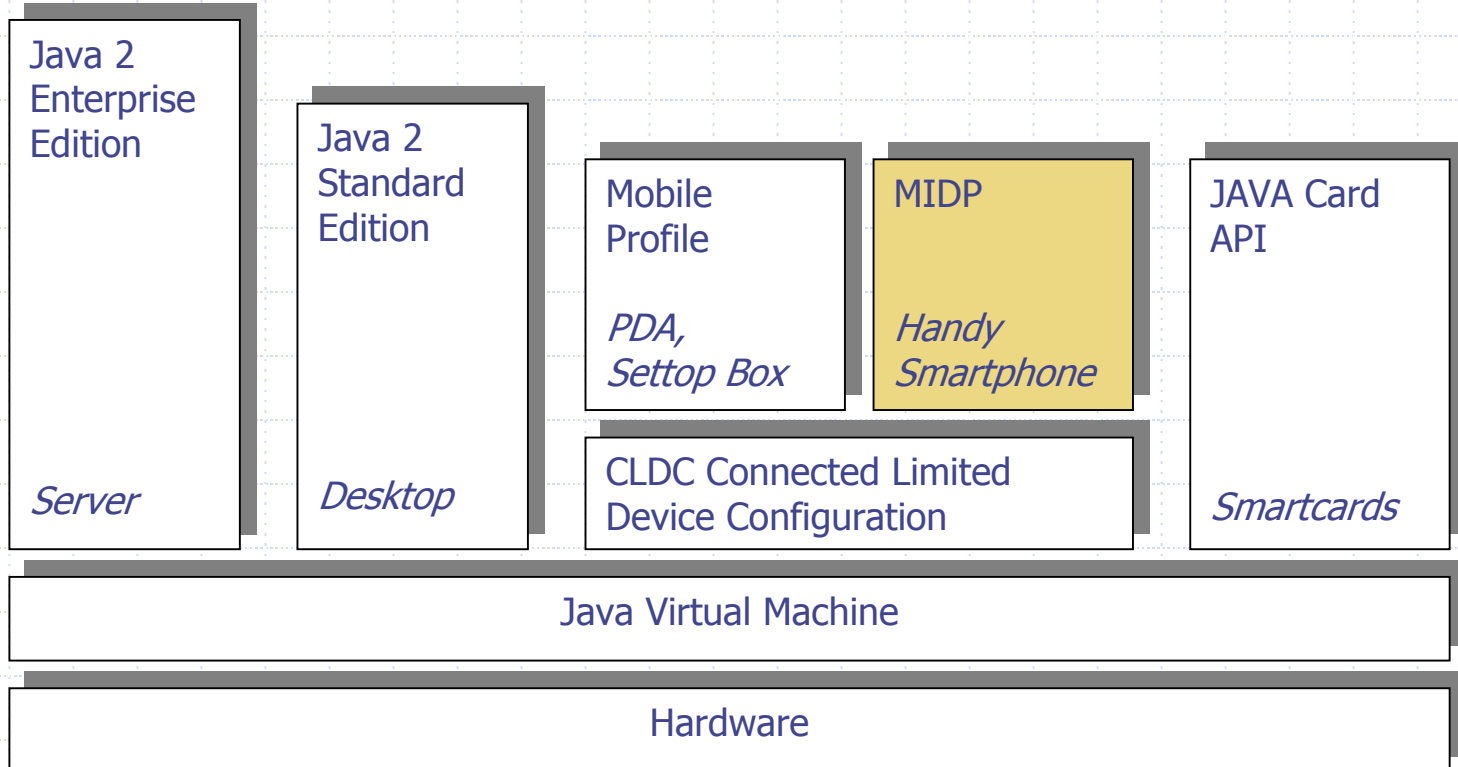 Java 2
Enterprise
Edition
Server
Java 2
Standard
Edition
Desktop
Mobile
Profile
PDA,
Settop Box
MIDP
Handy
Smartphone
CLDC Connected Limited
Device Configuration
JAVA Card
API
Smartcards
Java Virtual Machine
Hardware